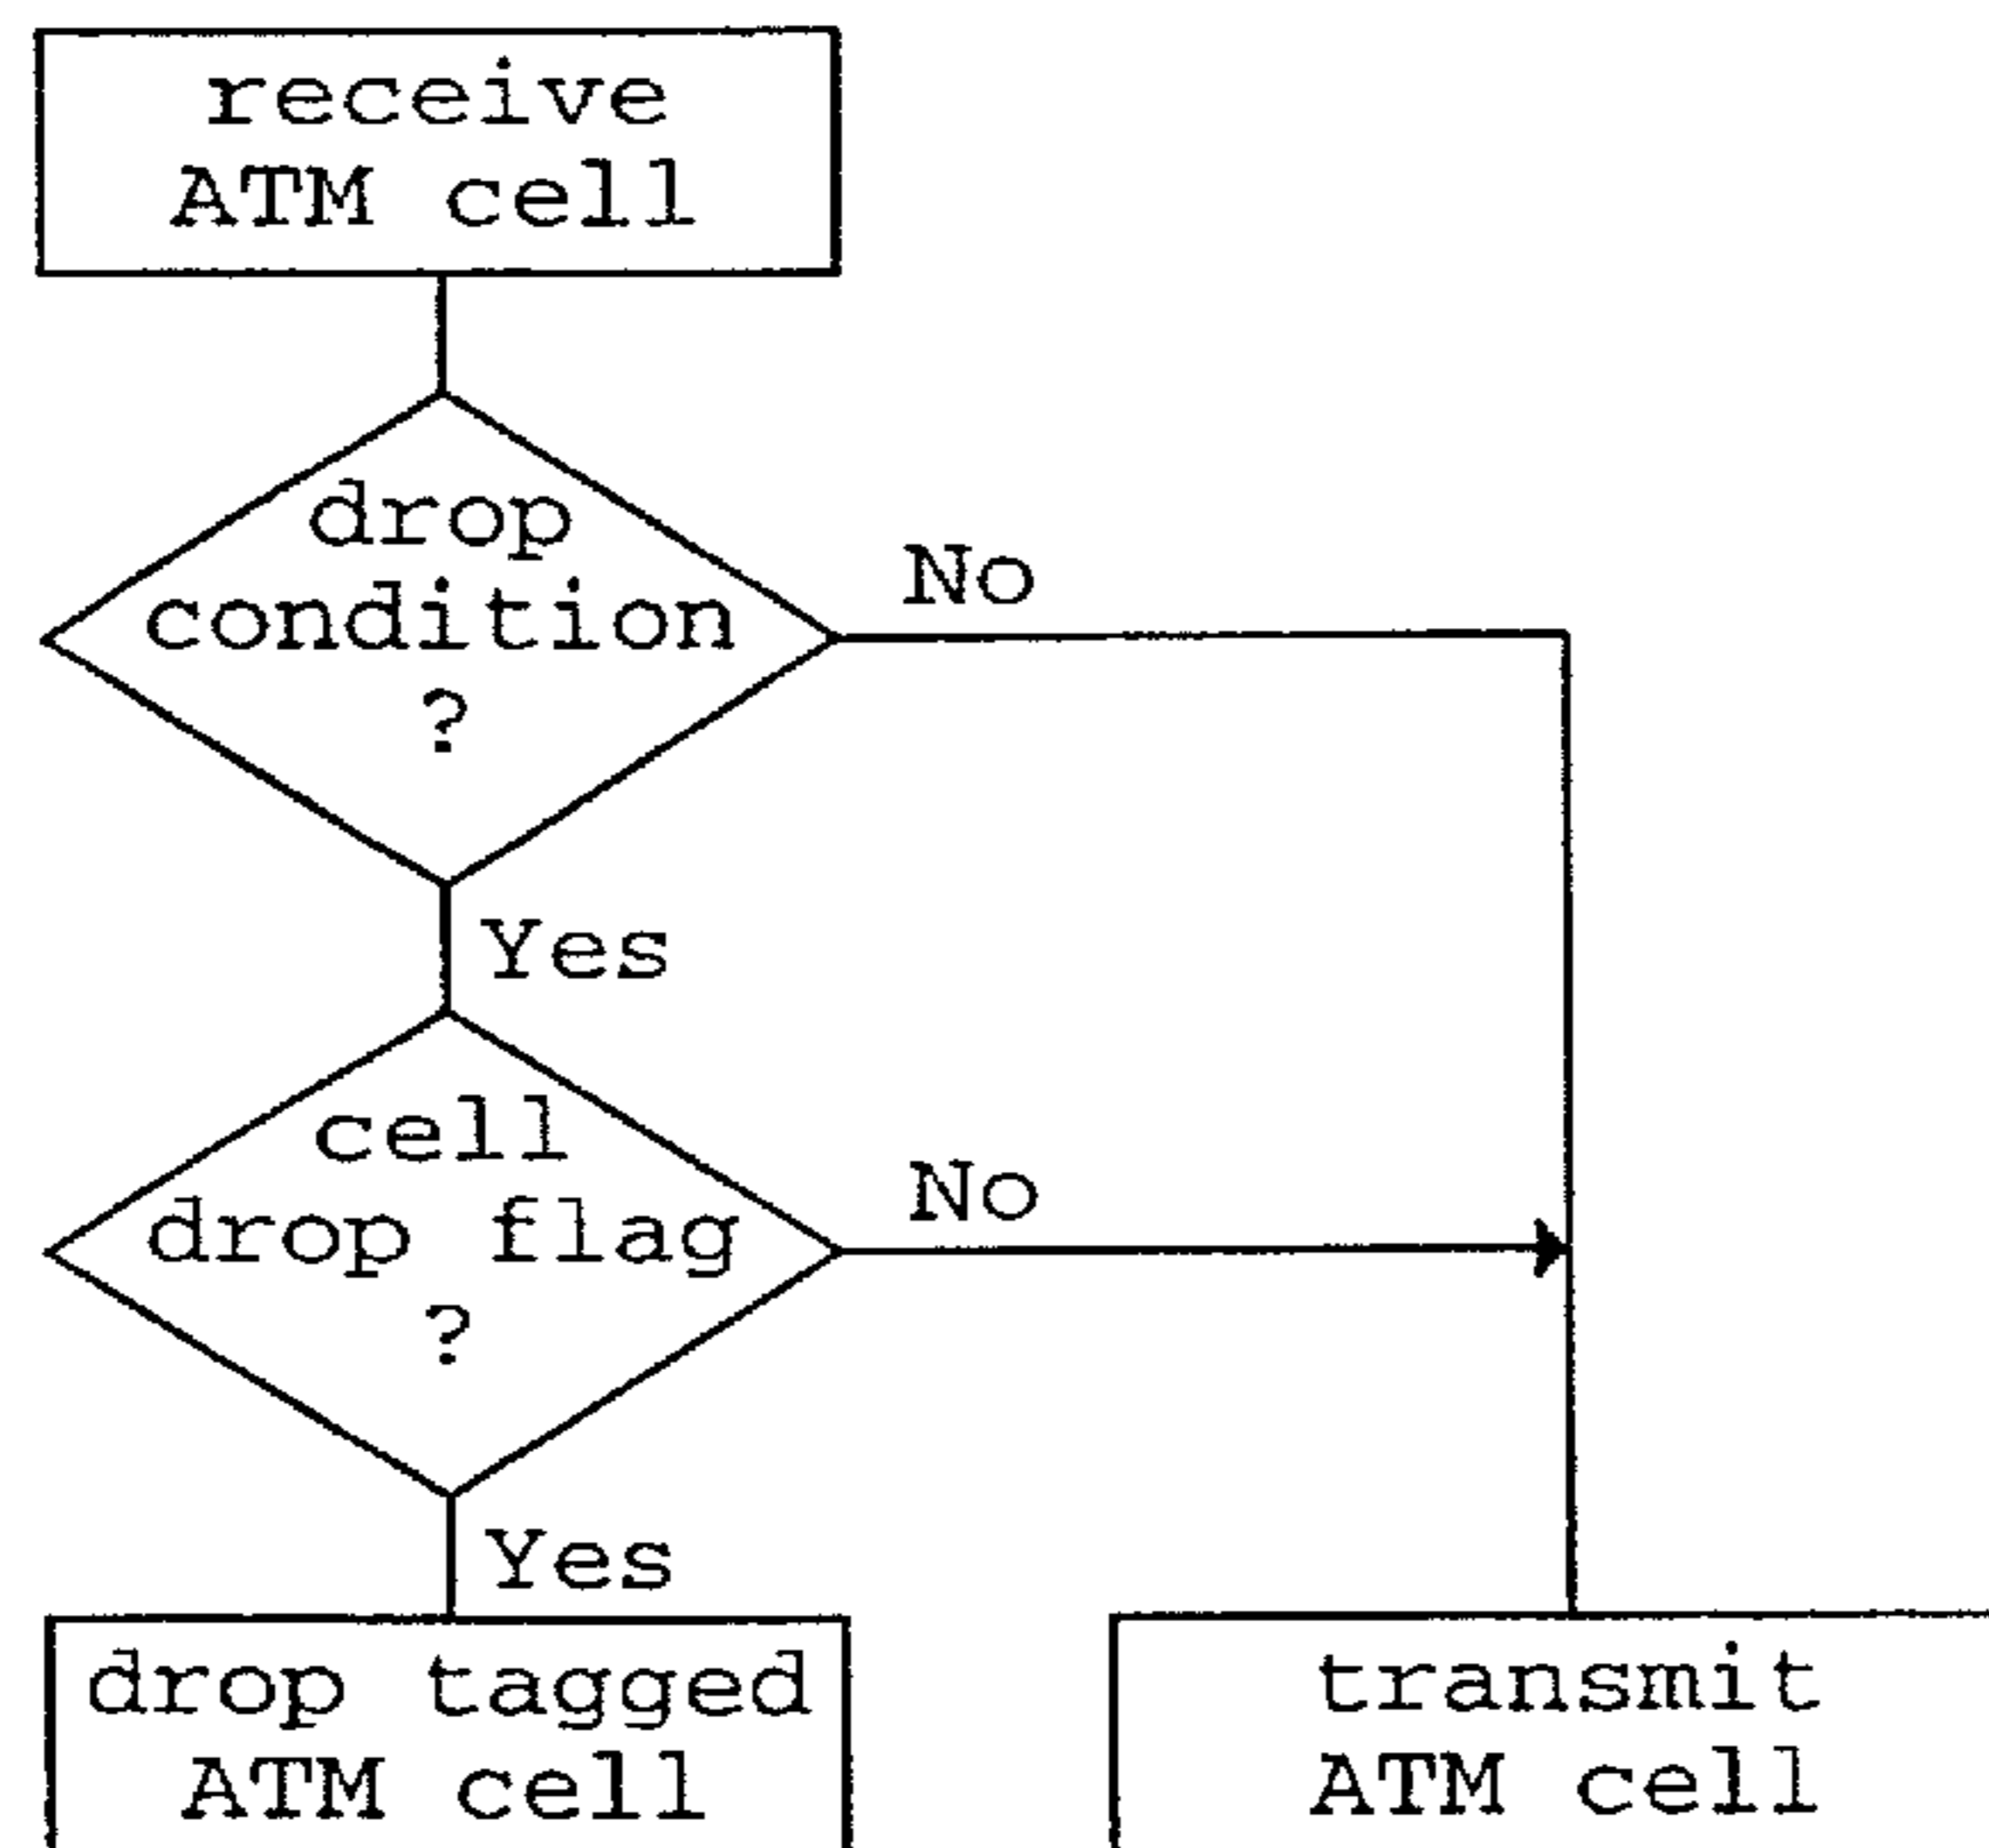 receive
ATM cell
drop
condition
?
No
Yes
cell
drop flag
?
No
Yes
drop tagged
ATM cell
transmit
ATM cell